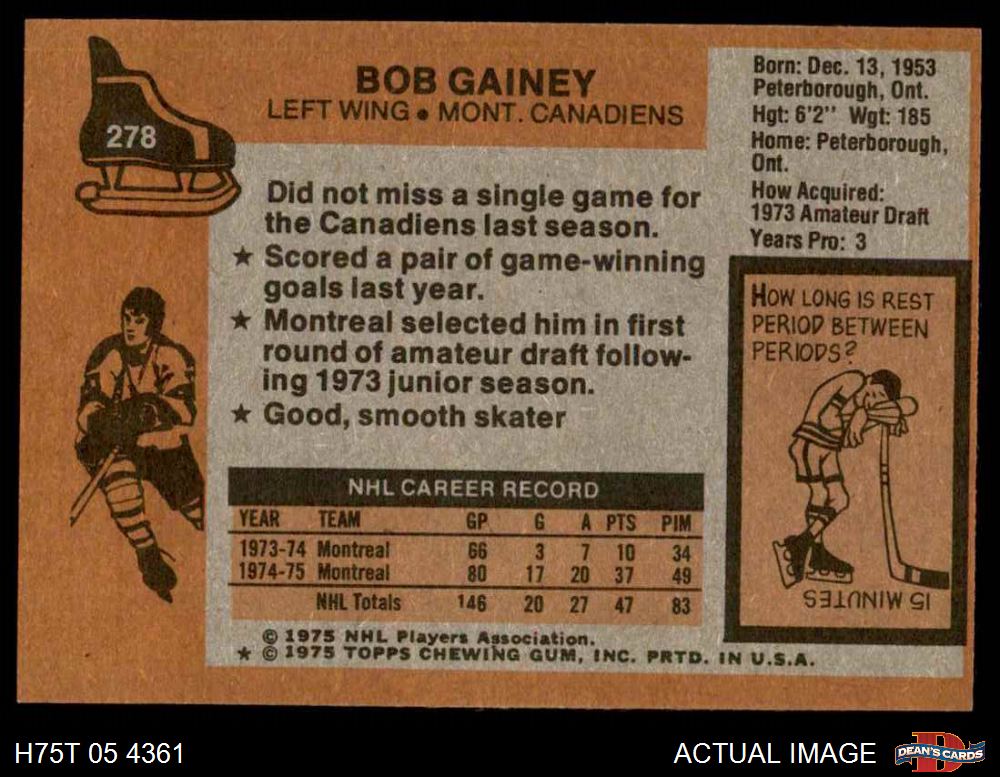 278
BOB GAINEY
LEFT WING • MONT. CANADIENS
Did not miss a single game for
the Canadiens last season.
★ Scored a pair of game-winning
goals last year.
★ Montreal selected him in first
round of amateur draft follow-
ing 1973 junior season.
★ Good, smooth skater
Born: Dec. 13, 1953
Peterborough, Ont.
Hgt: 6'2" Wgt: 185
Home: Peterborough,
Ont.
How Acquired:
1973 Amateur Draft
Years Pro: 3
HOW LONG IS REST
PERIOD BETWEEN
PERIODS?
15 MINUTES
NHL CAREER RECORD
YEAR TEAM GP G A PTS PIM
1973-74 Montreal 66 3 7 10 34
1974-75 Montreal 80 17 20 37 49
NHL Totals 146 20 27 47 83
© 1975 NHL Players Association.
★ © 1975 TOPPS CHEWING GUM, INC. PRTD. IN U.S.A.
H75T 05 4361
ACTUAL IMAGE
D
DEAN'S CARDS